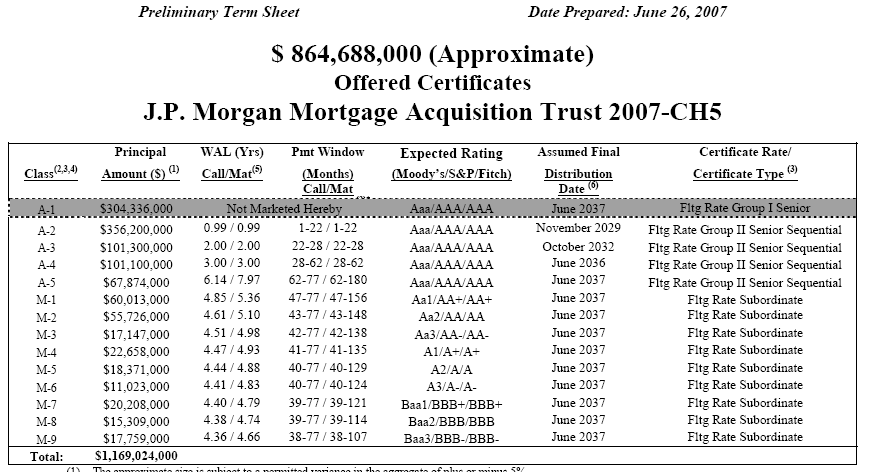 Preliminary Term Sheet Date Prepared: June 26, 2007
$ 864,688,000 (Approximate)
Offered Certificates
J.P. Morgan Mortgage Acquisition Trust 2007-CH5
Principal WAL (Yrs) Pmt Window Expected Rating Assumed Final Certificate Rate/
Class(2,3,4) Amount ($) (1) Call/Mat(5) (Months) (Moody's/S&P/Fitch) Distribution Certificate Type (3)
Call/Mat Date (6)
A-1 $304,336,000 Not Marketed Hereby Aaa/AAA/AAA June 2037 Fltg Rate Group I Senior
A-2 $356,200,000 0.99 / 0.99 1-22 / 1-22 Aaa/AAA/AAA November 2029 Fltg Rate Group II Senior Sequential
A-3 $101,300,000 2.00 / 2.00 22-28 / 22-28 Aaa/AAA/AAA October 2032 Fltg Rate Group II Senior Sequential
A-4 $101,100,000 3.00 / 3.00 28-62 / 28-62 Aaa/AAA/AAA June 2036 Fltg Rate Group II Senior Sequential
A-5 $67,874,000 6.14 / 7.97 62-77 / 62-180 Aaa/AAA/AAA June 2037 Fltg Rate Group II Senior Sequential
M-1 $60,013,000 4.85 / 5.36 47-77 / 47-156 Aa1/AA+/AA+ June 2037 Fltg Rate Subordinate
M-2 $55,726,000 4.61 / 5.10 43-77 / 43-148 Aa2/AA/AA June 2037 Fltg Rate Subordinate
M-3 $17,147,000 4.51 / 4.98 42-77 / 42-138 Aa3/AA-/AA- June 2037 Fltg Rate Subordinate
M-4 $22,658,000 4.47 / 4.93 41-77 / 41-135 A1/A+/A+ June 2037 Fltg Rate Subordinate
M-5 $18,371,000 4.44 / 4.88 40-77 / 40-129 A2/A/A June 2037 Fltg Rate Subordinate
M-6 $11,023,000 4.41 / 4.83 40-77 / 40-124 A3/A-/A- June 2037 Fltg Rate Subordinate
M-7 $20,208,000 4.40 / 4.79 39-77 / 39-121 Baa1/BBB+/BBB+ June 2037 Fltg Rate Subordinate
M-8 $15,309,000 4.38 / 4.74 39-77 / 39-114 Baa2/BBB/BBB June 2037 Fltg Rate Subordinate
M-9 $17,759,000 4.36 / 4.66 38-77 / 38-107 Baa3/BBB-/BBB- June 2037 Fltg Rate Subordinate
Total: $1,169,024,000
(1) The approximate size is subject to a permitted variance in the aggregate of plus or minus 5%